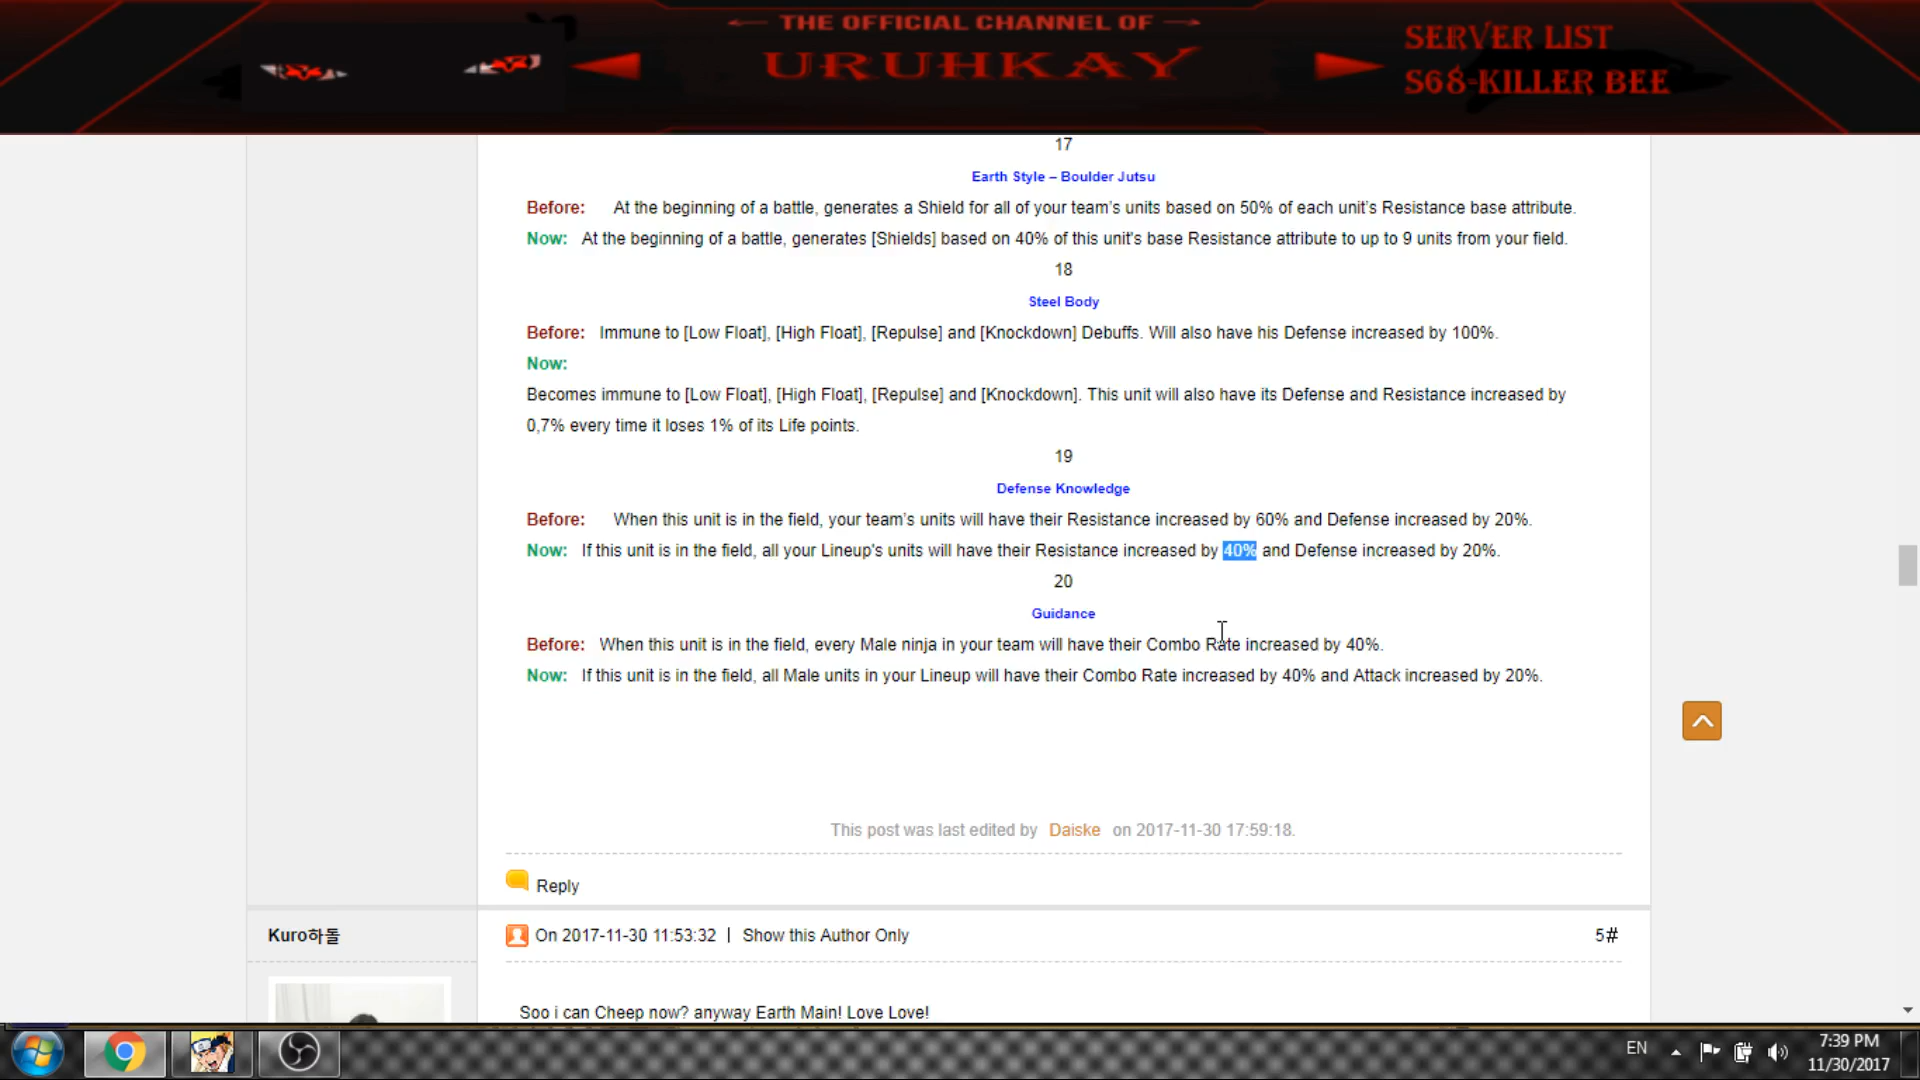 THE OFFICIAL CHANNEL OF
URUHKAY
SERVER LIST
S68-KILLER BEE
17
Earth Style – Boulder Jutsu
Before: At the beginning of a battle, generates a Shield for all of your team's units based on 50% of each unit's Resistance base attribute.
Now: At the beginning of a battle, generates [Shields] based on 40% of this unit's base Resistance attribute to up to 9 units from your field.
18
Steel Body
Before: Immune to [Low Float], [High Float], [Repulse] and [Knockdown] Debuffs. Will also have his Defense increased by 100%.
Now:
Becomes immune to [Low Float], [High Float], [Repulse] and [Knockdown]. This unit will also have its Defense and Resistance increased by
0,7% every time it loses 1% of its Life points.
19
Defense Knowledge
Before: When this unit is in the field, your team's units will have their Resistance increased by 60% and Defense increased by 20%.
Now: If this unit is in the field, all your Lineup's units will have their Resistance increased by 40% and Defense increased by 20%.
20
Guidance
Before: When this unit is in the field, every Male ninja in your team will have their Combo Rate increased by 40%.
Now: If this unit is in the field, all Male units in your Lineup will have their Combo Rate increased by 40% and Attack increased by 20%.
This post was last edited by Daiske on 2017-11-30 17:59:18.
Reply
Kuro하돌
On 2017-11-30 11:53:32 | Show this Author Only
5#
Soo i can Cheep now? anyway Earth Main! Love Love!
EN
7:39 PM
11/30/2017